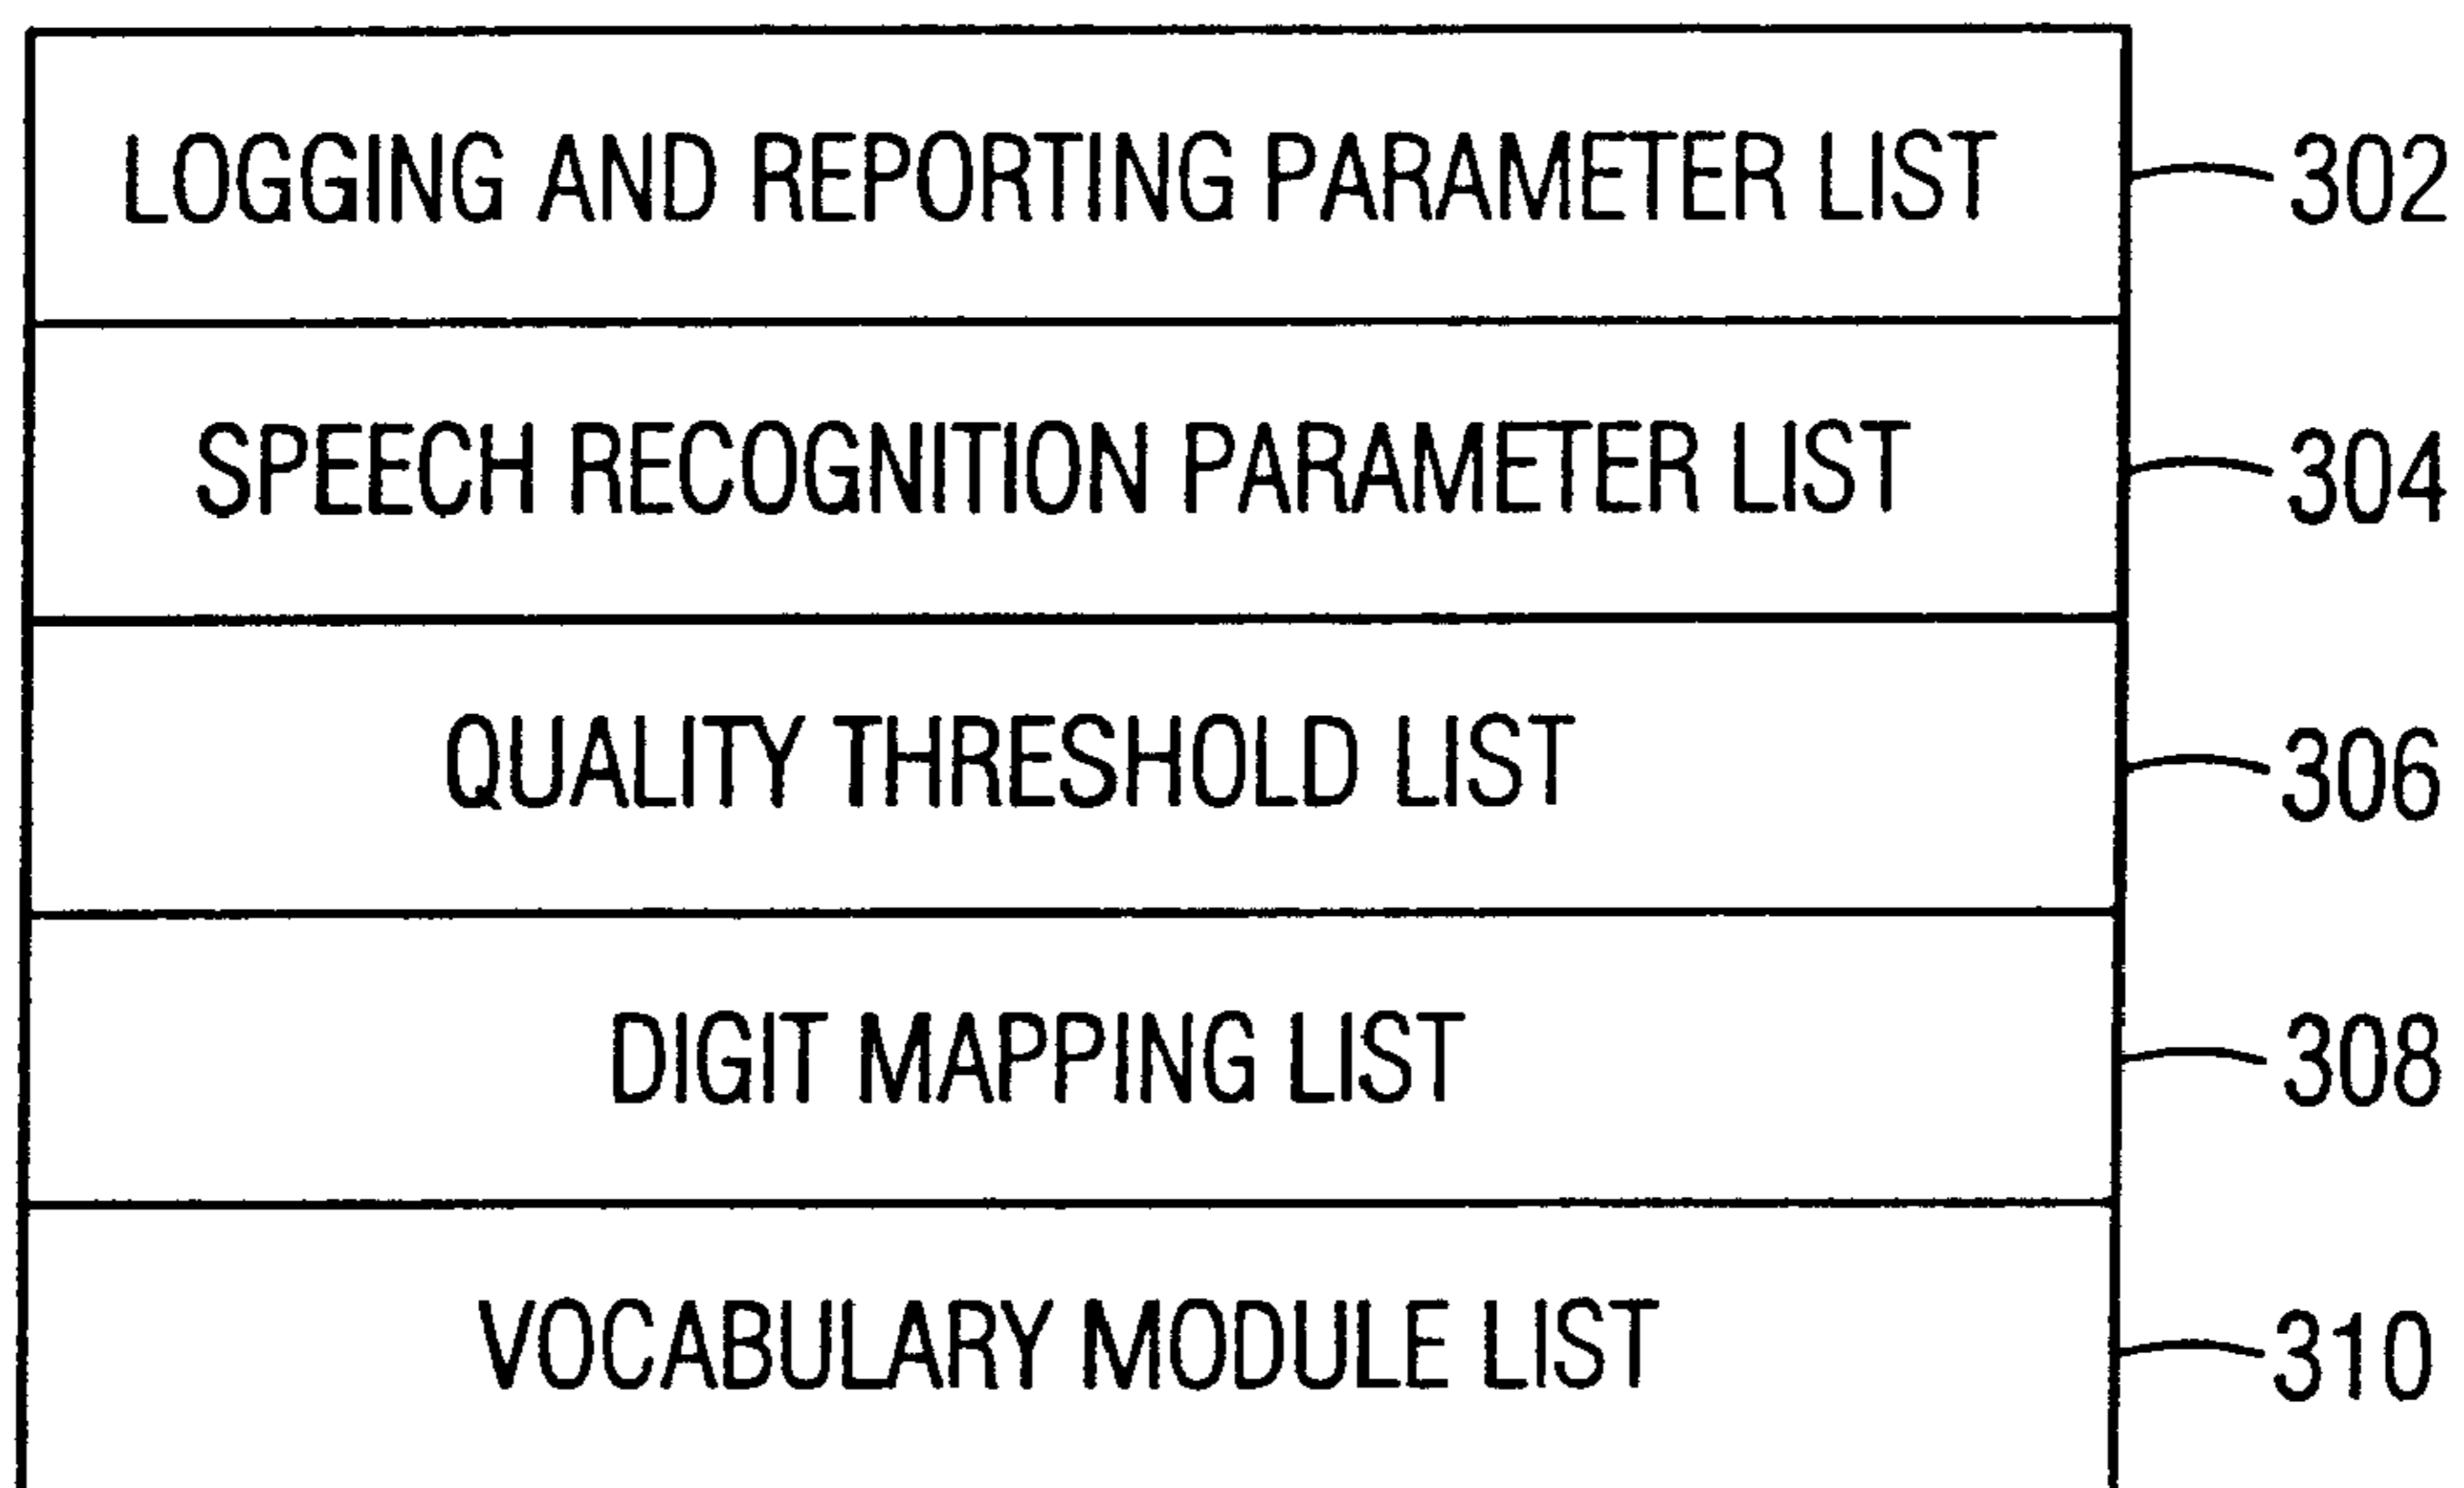 LOGGING AND REPORTING PARAMETER LIST 302
SPEECH RECOGNITION PARAMETER LIST 304
QUALITY THRESHOLD LIST 306
DIGIT MAPPING LIST 308
VOCABULARY MODULE LIST 310